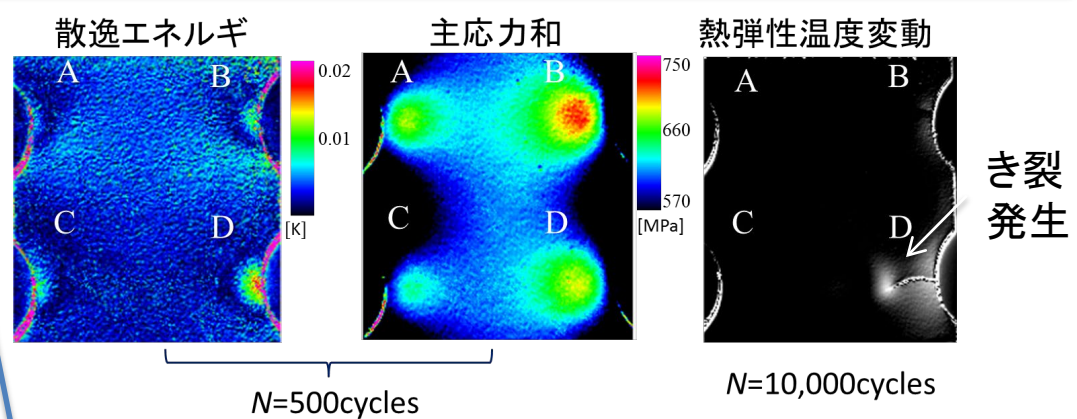 散逸エネルギ
主応力和
熱弾性温度変動
A
B
C
D
0.02
0.01
[K]
A
B
C
D
750
660
570
[MPa]
A
B
C
D
き裂
発生
N=500cycles
N=10,000cycles